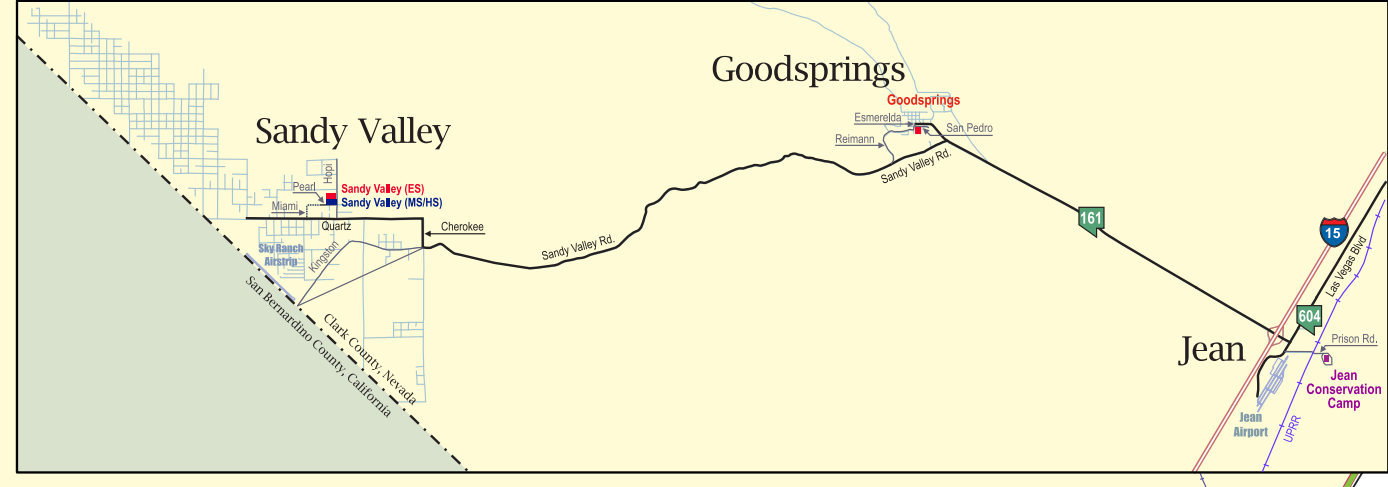 Goodsprings
Goodsprings
Esmerelda
San Pedro
Reimann
Sandy Valley Rd.
Sandy Valley
Hopi
Pearl
Sandy Valley (ES)
Sandy Valley (MS/HS)
Miami
Quartz
Cherokee
Sky Ranch
Airstrip
Kingston
Sandy Valley Rd.
161
15
Las Vegas Blvd
604
San Bernardino County, California
Clark County, Nevada
Jean
Prison Rd.
Jean
Conservation
Camp
Jean
Airport
UPRR